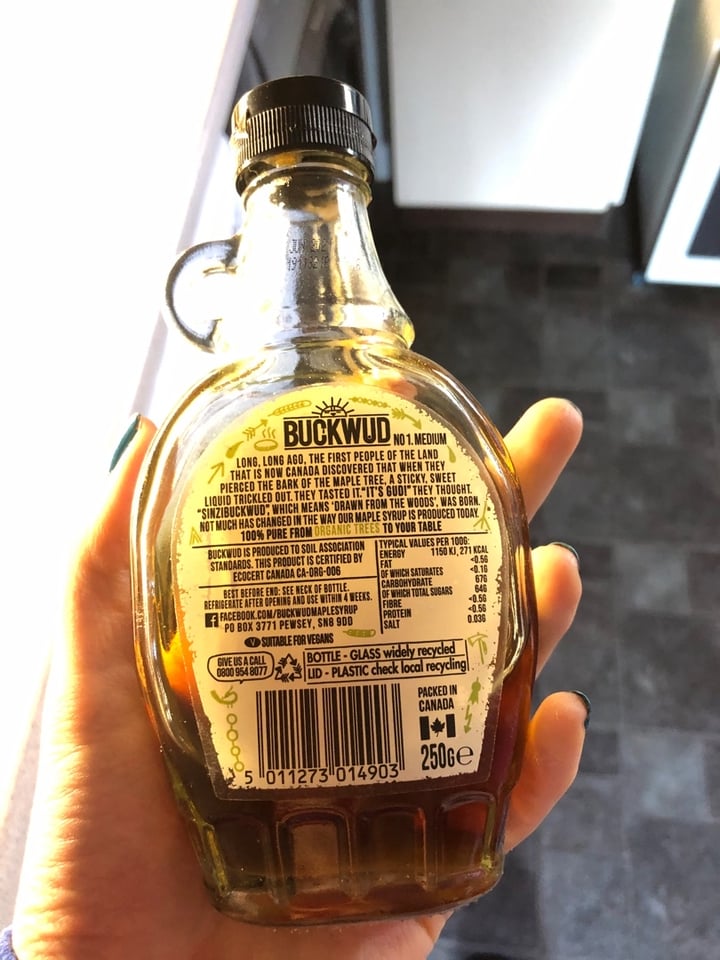 BUCKWUD NO 1. MEDIUM
LONG, LONG AGO, THE FIRST PEOPLE OF THE LAND
THAT IS NOW CANADA DISCOVERED THAT WHEN THEY
PIERCED THE BARK OF THE MAPLE TREE, A STICKY, SWEET
LIQUID TRICKLED OUT. THEY TASTED IT. "IT'S GUD!" THEY THOUGHT.
"SINZIBUCKWUD", WHICH MEANS 'DRAWN FROM THE WOODS', WAS BORN.
NOT MUCH HAS CHANGED IN THE WAY OUR MAPLE SYRUP IS PRODUCED TODAY.
100% PURE FROM ORGANIC TREES TO YOUR TABLE
BUCKWUD IS PRODUCED TO SOIL ASSOCIATION
STANDARDS. THIS PRODUCT IS CERTIFIED BY
ECOCERT CANADA CA-ORG-006
BEST BEFORE END: SEE NECK OF BOTTLE.
REFRIGERATE AFTER OPENING AND USE WITHIN 4 WEEKS.
FACEBOOK.COM/BUCKWUDMAPLESYRUP
PO BOX 3771 PEWSEY, SN8 9DD
TYPICAL VALUES PER 100G:
ENERGY 1150 KJ, 271 KCAL
FAT <0.5G
OF WHICH SATURATES <0.1G
CARBOHYDRATE 67G
OF WHICH TOTAL SUGARS 64G
FIBRE <0.5G
PROTEIN <0.5G
SALT 0.03G
V SUITABLE FOR VEGANS
GIVE US A CALL
0800 954 8077
BOTTLE - GLASS widely recycled
LID - PLASTIC check local recycling
PACKED IN
CANADA
250G e
5 011273 014903